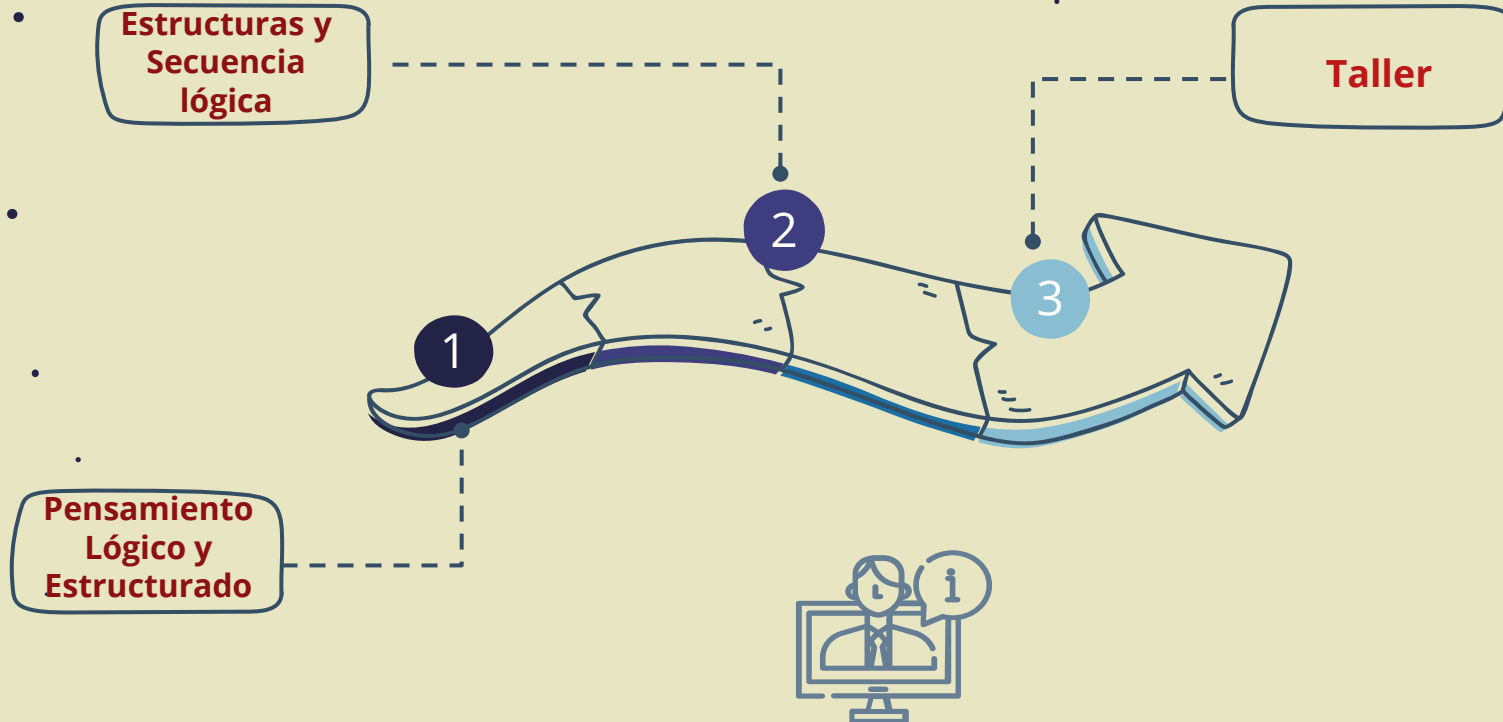 Estructuras y
Secuencia
lógica
Taller
2
3
1
Pensamiento
Lógico y
Estructurado
i